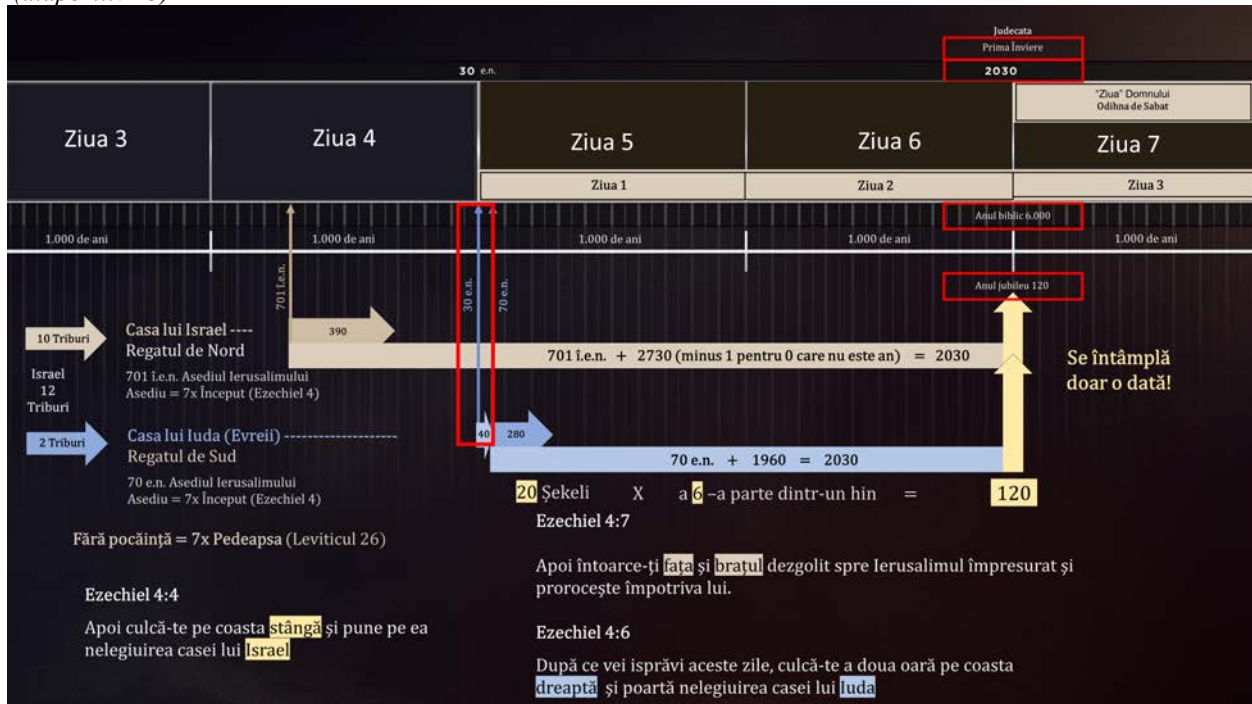 Judecata
Prima Înviere
30 e.n.
2030
"Ziua" Domnului
Odihna de Sabat
Ziua 3
Ziua 4
Ziua 5
Ziua 6
Ziua 7
Ziua 1
Ziua 2
Ziua 3
Anul biblic 6.000
1.000 de ani
1.000 de ani
1.000 de ani
1.000 de ani
1.000 de ani
701 î.e.n.
30 e.n.
70 e.n.
Anul jubileu 120
10 Triburi
Casa lui Israel ----
Regatul de Nord
390
701 î.e.n. + 2730 (minus 1 pentru 0 care nu este an) = 2030
Se întâmplă
doar o dată!
Israel
12
Triburi
701 î.e.n. Asediul Ierusalimului
Asediu = 7x Început (Ezechiel 4)
2 Triburi
Casa lui Iuda (Evreii) --------------------
Regatul de Sud
40
280
70 e.n. + 1960 = 2030
70 e.n. Asediul Ierusalimului
Asediu = 7x Început (Ezechiel 4)
20 Șekeli X a 6 –a parte dintr-un hin = 120
Fără pocăință = 7x Pedeapsa (Leviticul 26)
Ezechiel 4:7
Apoi întoarce-ți fața și brațul dezgolit spre Ierusalimul împresurat și
prorocește împotriva lui.
Ezechiel 4:4
Apoi culcă-te pe coasta stângă și pune pe ea
nelegiuirea casei lui Israel
Ezechiel 4:6
După ce vei isprăvi aceste zile, culcă-te a doua oară pe coasta
dreaptă și poartă nelegiuirea casei lui Iuda